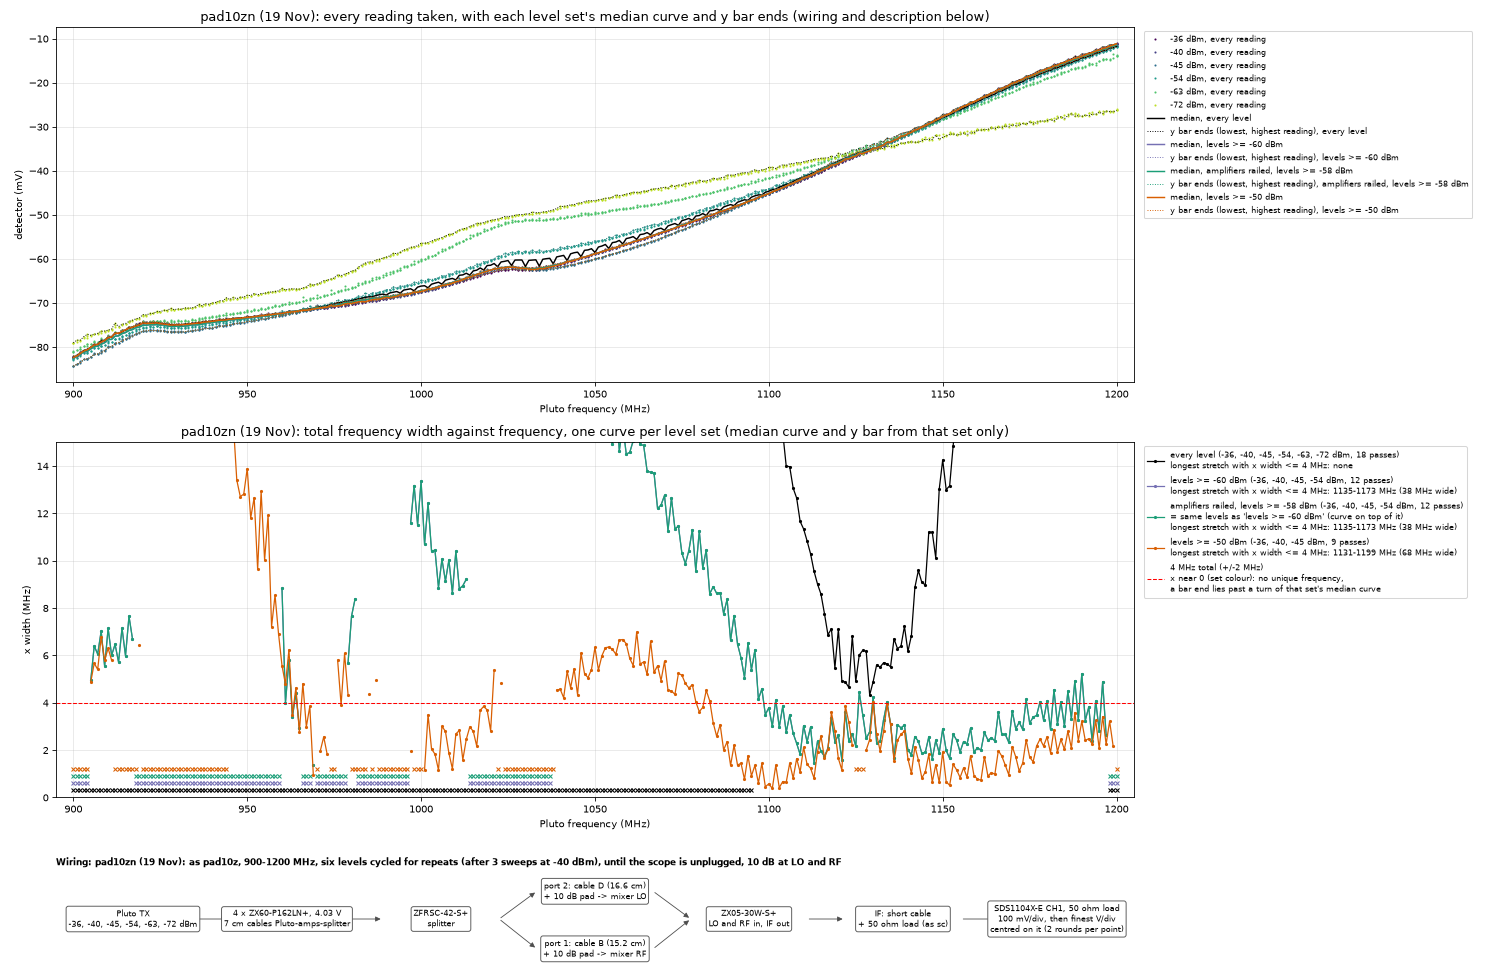 pad10zn (19 Nov): every reading taken, with each level set's median curve and y bar ends (wiring and description below)
detector (mV)
−10
−20
−30
−40
−50
−60
−70
−80
900
950
1000
1050
1100
1150
1200
Pluto frequency (MHz)
-36 dBm, every reading
-40 dBm, every reading
-45 dBm, every reading
-54 dBm, every reading
-63 dBm, every reading
-72 dBm, every reading
median, every level
y bar ends (lowest, highest reading), every level
median, levels >= -60 dBm
y bar ends (lowest, highest reading), levels >= -60 dBm
median, amplifiers railed, levels >= -58 dBm
y bar ends (lowest, highest reading), amplifiers railed, levels >= -58 dBm
median, levels >= -50 dBm
y bar ends (lowest, highest reading), levels >= -50 dBm
pad10zn (19 Nov): total frequency width against frequency, one curve per level set (median curve and y bar from that set only)
x width (MHz)
14
12
10
8
6
4
2
0
900
950
1000
1050
1100
1150
1200
Pluto frequency (MHz)
every level (-36, -40, -45, -54, -63, -72 dBm, 18 passes)
longest stretch with x width <= 4 MHz: none
levels >= -60 dBm (-36, -40, -45, -54 dBm, 12 passes)
longest stretch with x width <= 4 MHz: 1135-1173 MHz (38 MHz wide)
amplifiers railed, levels >= -58 dBm (-36, -40, -45, -54 dBm, 12 passes)
= same levels as 'levels >= -60 dBm' (curve on top of it)
longest stretch with x width <= 4 MHz: 1135-1173 MHz (38 MHz wide)
levels >= -50 dBm (-36, -40, -45 dBm, 9 passes)
longest stretch with x width <= 4 MHz: 1131-1199 MHz (68 MHz wide)
4 MHz total (+/-2 MHz)
x near 0 (set colour): no unique frequency,
a bar end lies past a turn of that set's median curve
Wiring: pad10zn (19 Nov): as pad10z, 900-1200 MHz, six levels cycled for repeats (after 3 sweeps at -40 dBm), until the scope is unplugged, 10 dB at LO and RF
Pluto TX
-36, -40, -45, -54, -63, -72 dBm
4 x ZX60-P162LN+, 4.03 V
7 cm cables Pluto-amps-splitter
ZFRSC-42-S+
splitter
port 2: cable D (16.6 cm)
+ 10 dB pad -> mixer LO
port 1: cable B (15.2 cm)
+ 10 dB pad -> mixer RF
ZX05-30W-S+
LO and RF in, IF out
IF: short cable
+ 50 ohm load (as sc)
SDS1104X-E CH1, 50 ohm load
100 mV/div, then finest V/div
centred on it (2 rounds per point)